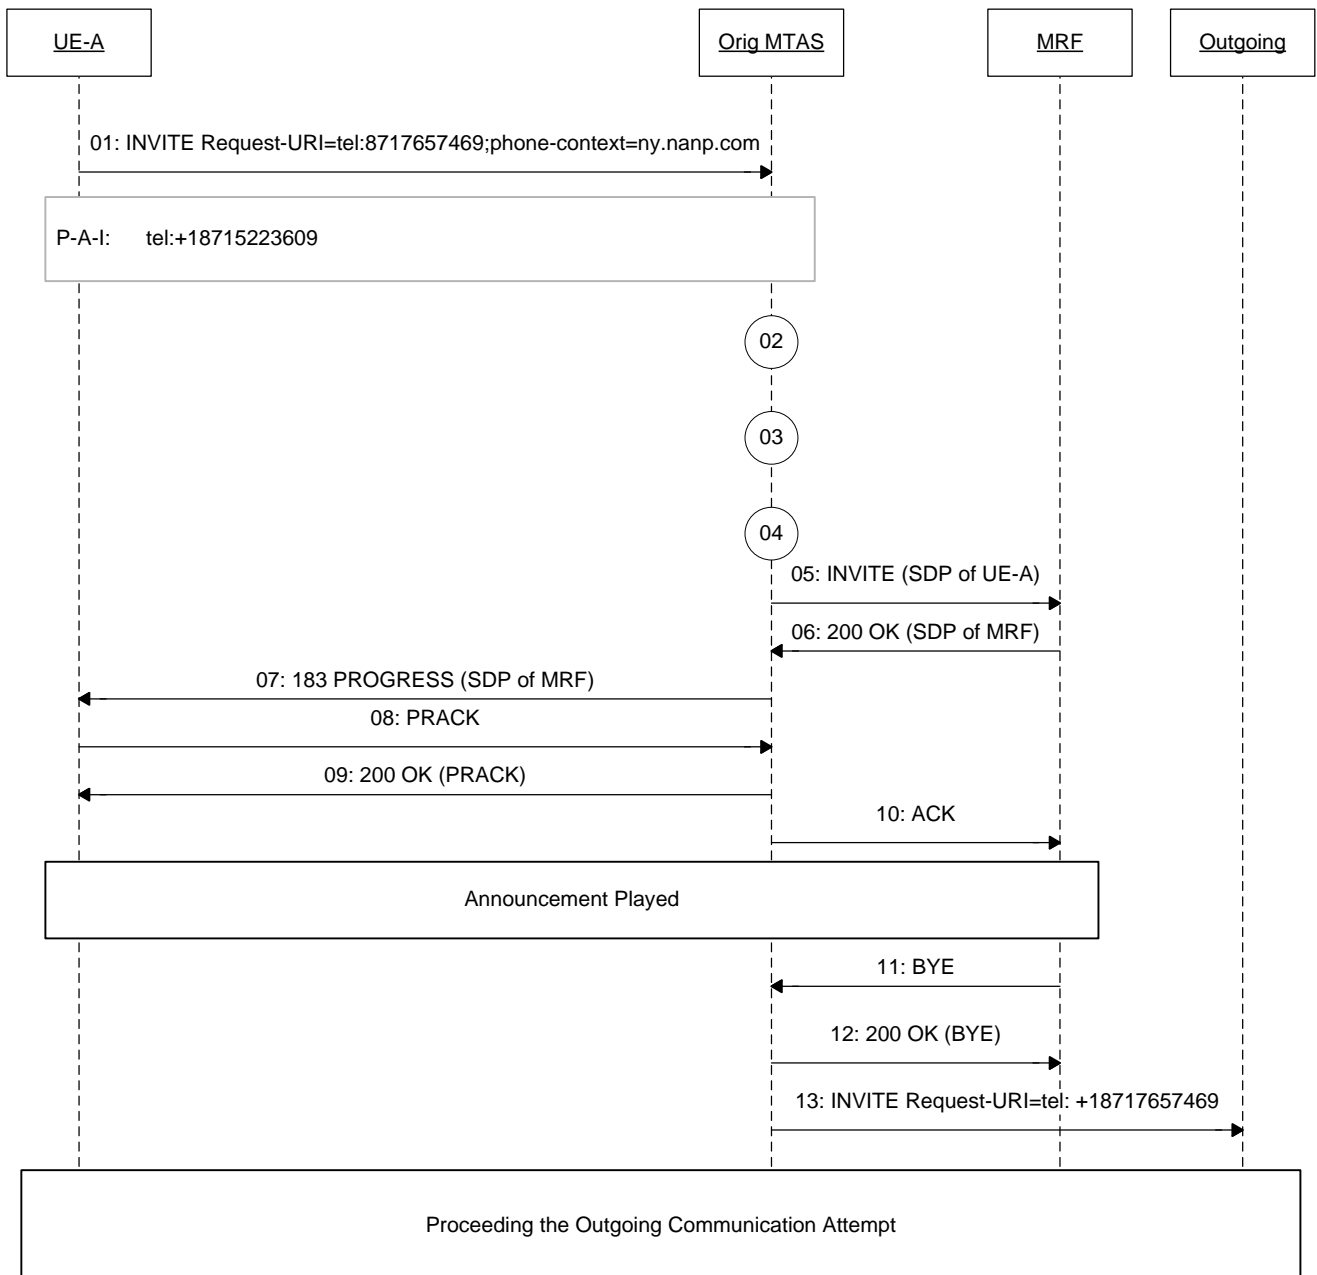 UE-A
Orig MTAS
MRF
Outgoing
01: INVITE Request-URI=tel:8717657469;phone-context=ny.nanp.com
P-A-I: tel:+18715223609
02
03
04
05: INVITE (SDP of UE-A)
06: 200 OK (SDP of MRF)
07: 183 PROGRESS (SDP of MRF)
08: PRACK
09: 200 OK (PRACK)
10: ACK
Announcement Played
11: BYE
12: 200 OK (BYE)
13: INVITE Request-URI=tel: +18717657469
Proceeding the Outgoing Communication Attempt